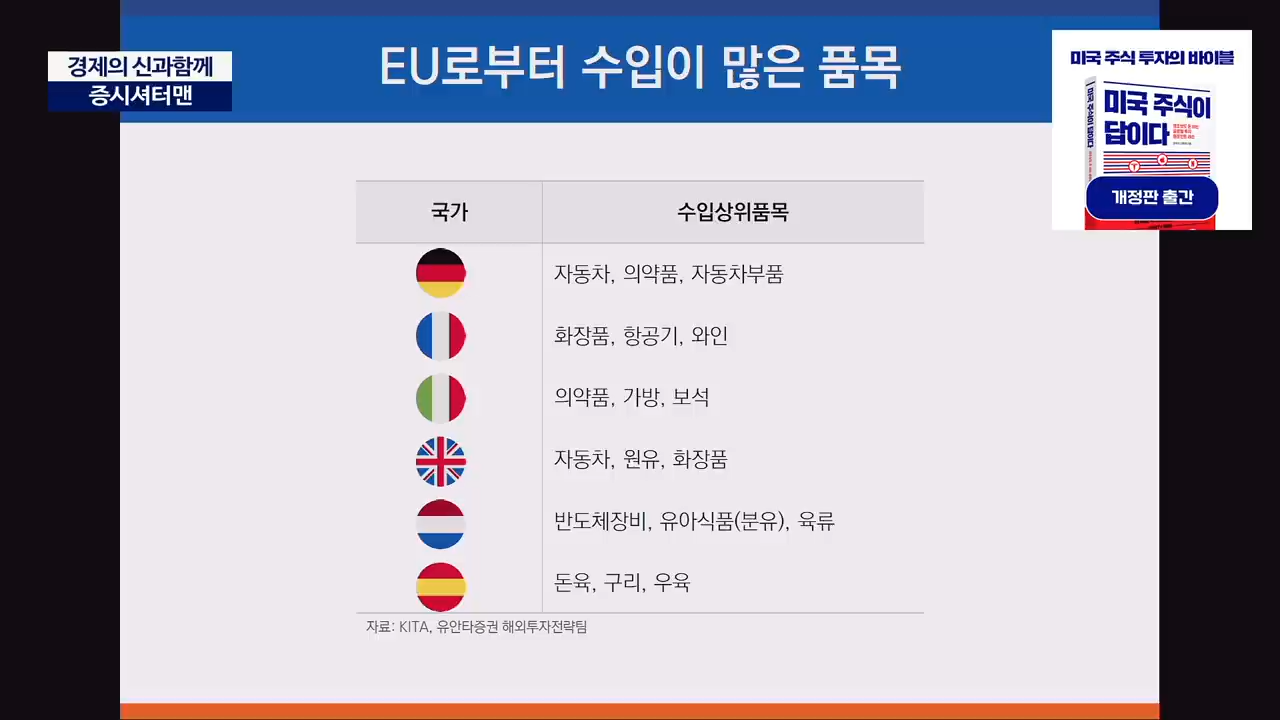 EU로부터 수입이 많은 품목
경제의 신과함께
증시셔터맨
미국 주식 투자의 바이블
미국 주식이
답이다
개정판 출간
국가
수입상위품목
자동차, 의약품, 자동차부품
화장품, 항공기, 와인
의약품, 가방, 보석
자동차, 원유, 화장품
반도체장비, 유아식품(분유), 육류
돈육, 구리, 우육
자료: KITA, 유안타증권 해외투자전략팀